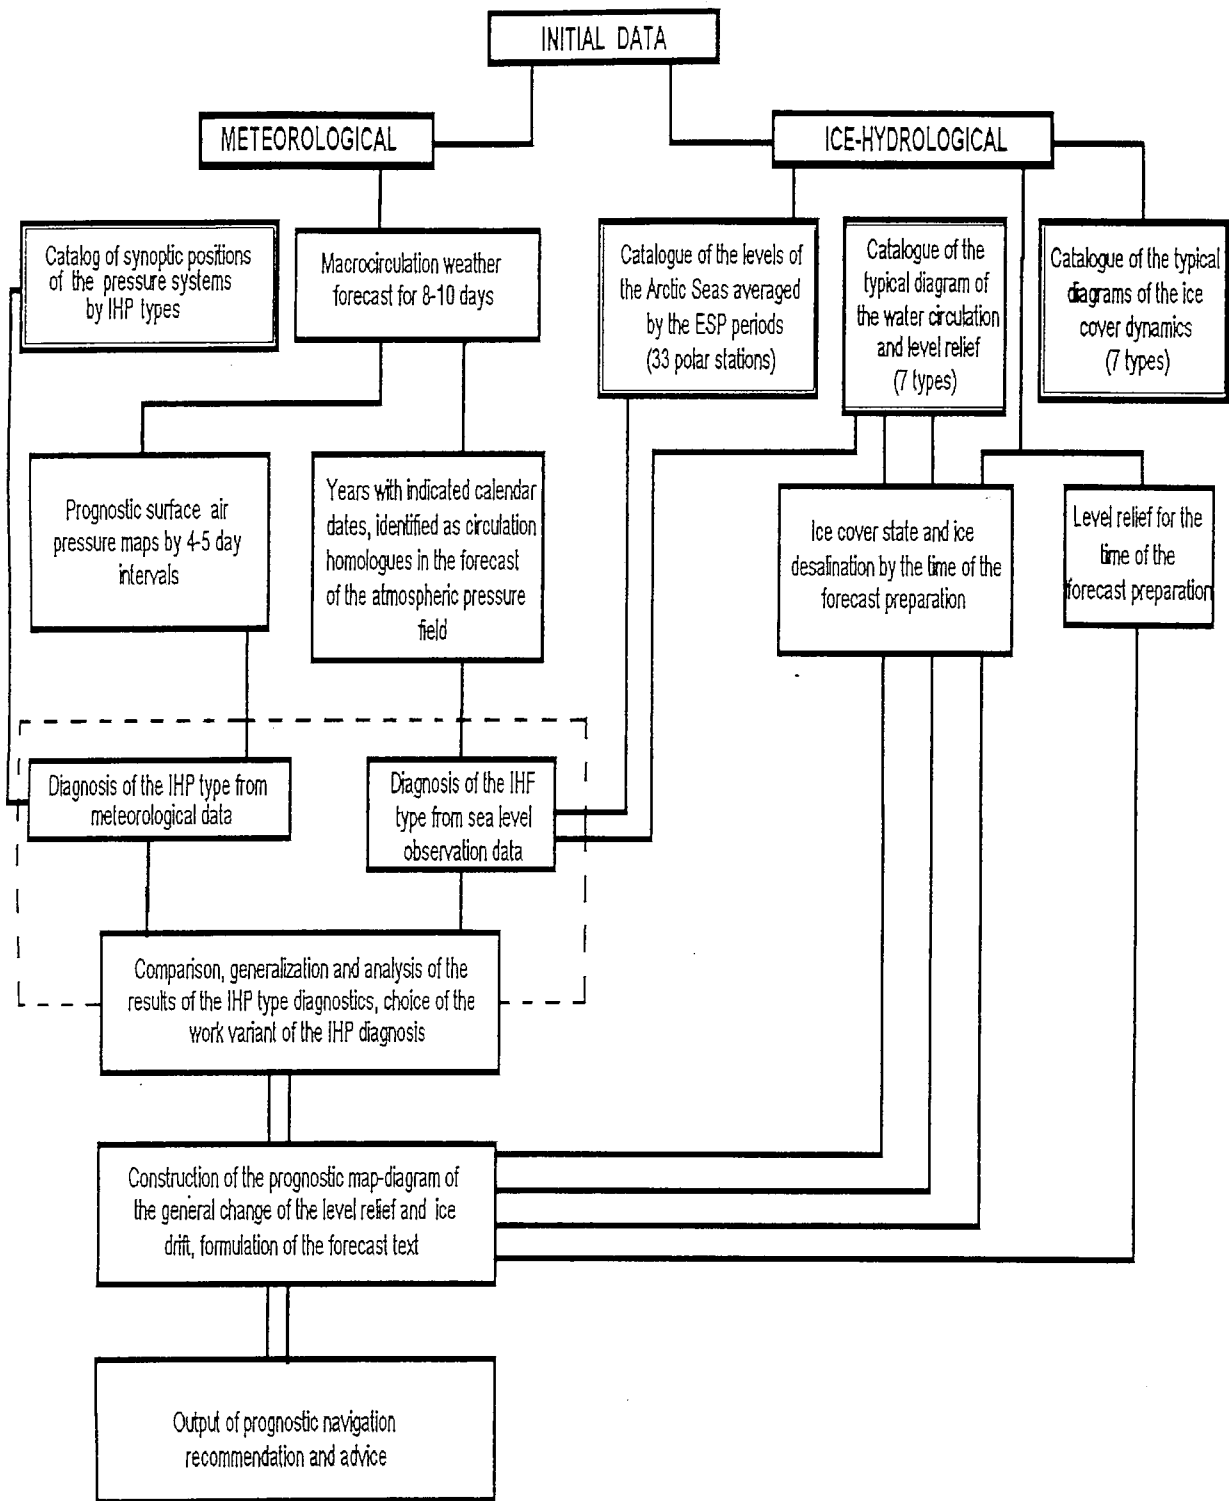 INITIAL DATA
METEOROLOGICAL
ICE-HYDROLOGICAL
Catalog of synoptic positions
of the pressure systems
by IHP types
Macrocirculation weather
forecast for 8-10 days
Catalogue of the levels of
the Arctic Seas averaged
by the ESP periods
(33 polar stations)
Catalogue of the
typical diagram of
the water circulation
and level relief
(7 types)
Catalogue of the typical
diagrams of the ice
cover dynamics
(7 types)
Prognostic surface air
pressure maps by 4-5 day
intervals
Years with indicated calendar
dates, identified as circulation
homologues in the forecast
of the atmospheric pressure
field
Ice cover state and ice
desalination by the time of the
forecast preparation
Level relief for the
time of the
forecast preparation
Diagnosis of the IHP type from
meteorological data
Diagnosis of the IHF
type from sea level
observation data
Comparison, generalization and analysis of the
results of the IHP type diagnostics, choice of the
work variant of the IHP diagnosis
Construction of the prognostic map-diagram of
the general change of the level relief and ice
drift, formulation of the forecast text
Output of prognostic navigation
recommendation and advice